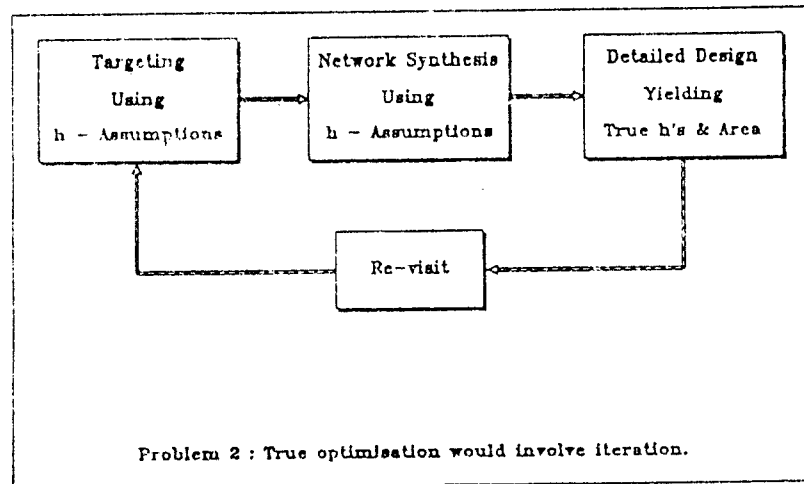 Targeting
Using
h - Assumptions
Network Synthesis
Using
h - Assumptions
Detailed Design
Yielding
True h's & Area
Re-visit
Problem 2 : True optimisation would involve iteration.